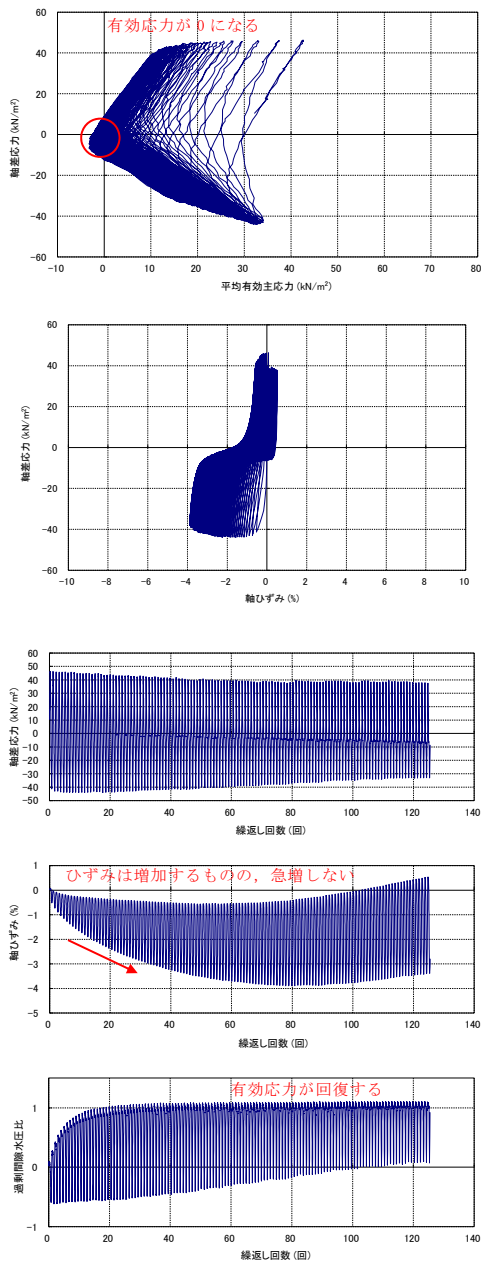 有効応力が 0 になる
60
40
20
0
-20
-40
-60
軸差応力 (kN/m²)
-10 0 10 20 30 40 50 60 70 80
平均有効主応力 (kN/m²)
60
40
20
0
-20
-40
-60
軸差応力 (kN/m²)
-10 -8 -6 -4 -2 0 2 4 6 8 10
軸ひずみ (%)
60
50
40
30
20
10
0
-10
-20
-30
-40
-50
軸差応力 (kN/m²)
0 20 40 60 80 100 120 140
繰返し回数 (回)
ひずみは増加するものの，急増しない
1
0
-1
-2
-3
-4
-5
軸ひずみ (%)
0 20 40 60 80 100 120 140
繰返し回数 (回)
有効応力が回復する
1
0
-1
過剰間隙水圧比
0 20 40 60 80 100 120 140
繰返し回数 (回)